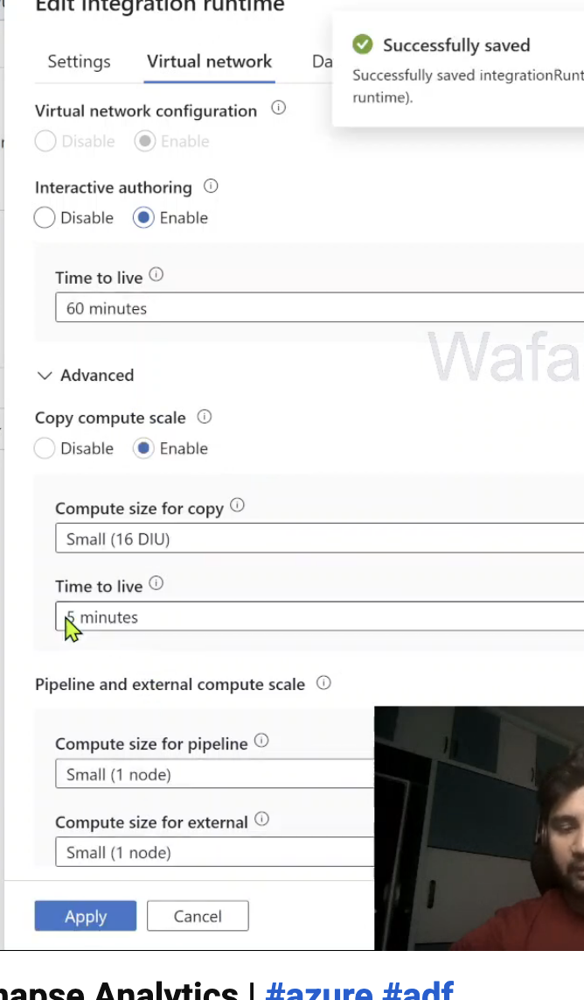 Edit integration runtime
Successfully saved
Successfully saved integrationRunt
runtime).
Settings Virtual network Da
Virtual network configuration
Disable Enable
Interactive authoring
Disable Enable
Time to live
60 minutes
Wafa
Advanced
Copy compute scale
Disable Enable
Compute size for copy
Small (16 DIU)
Time to live
5 minutes
Pipeline and external compute scale
Compute size for pipeline
Small (1 node)
Compute size for external
Small (1 node)
Apply Cancel
napse Analytics | #azure #adf